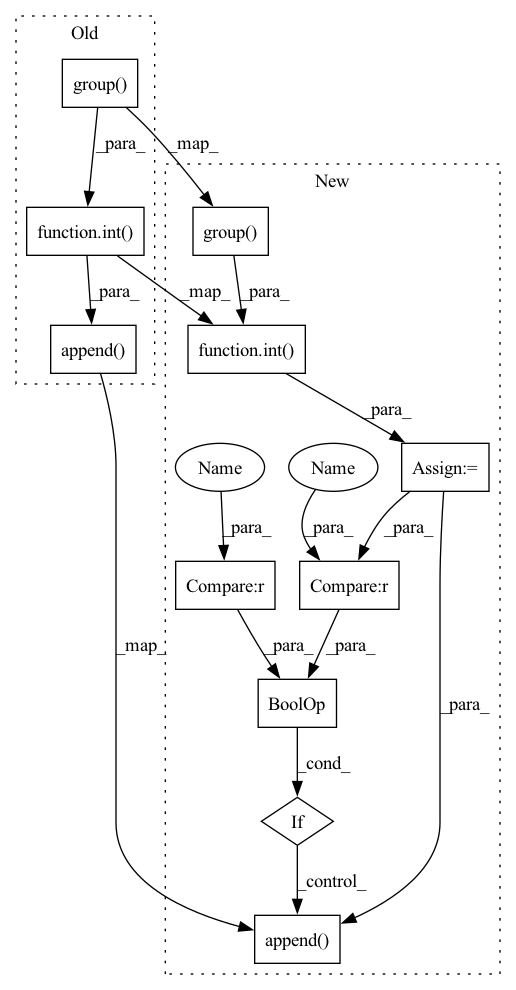 Old
group()
_para_
_map_
New
function.int()
group()
_para_
_map_
_para_
append()
function.int()
_para_
Name
Name
Assign:=
_para_
_para_
_para_
Compare:r
Compare:r
_map_
_para_
_para_
_para_
BoolOp
_cond_
If
_control_
append()